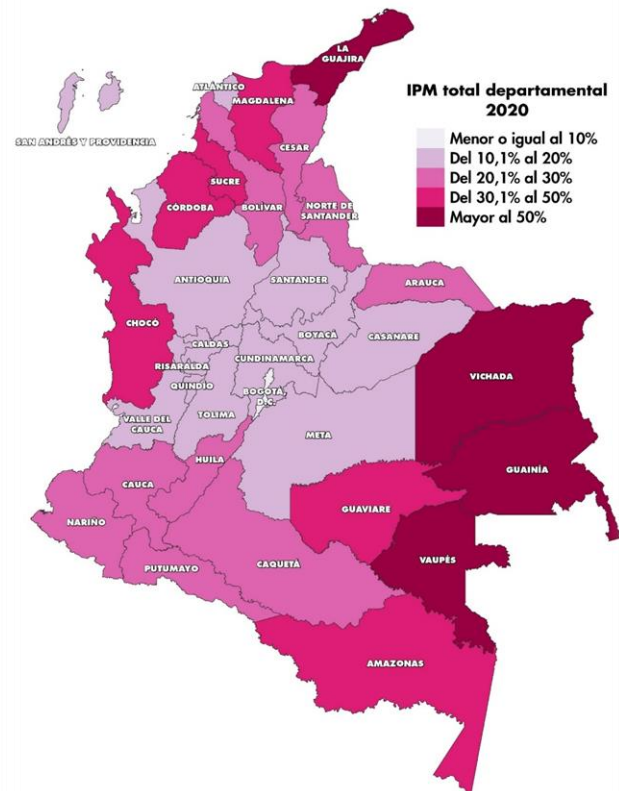 LA
GUAJIRA
ATLÁNTICO
MAGDALENA
IPM total departamental
2020
Menor o igual al 10%
Del 10,1% al 20%
Del 20,1% al 30%
Del 30,1% al 50%
Mayor al 50%
SAN ANDRÉS Y PROVIDENCIA
CESAR
SUCRE
CÓRDOBA
BOLÍVAR
NORTE DE
SANTANDER
ANTIOQUIA
SANTANDER
ARAUCA
CHOCÓ
BOYACÁ
CASANARE
CALDAS
CUNDINAMARCA
RISARALDA
QUINDÍO
BOGOTÁ
D.C.
VICHADA
VALLE DEL
CAUCA
TOLIMA
META
HUILA
GUAINÍA
CAUCA
GUAVIARE
NARIÑO
VAUPÉS
CAQUETÁ
PUTUMAYO
AMAZONAS